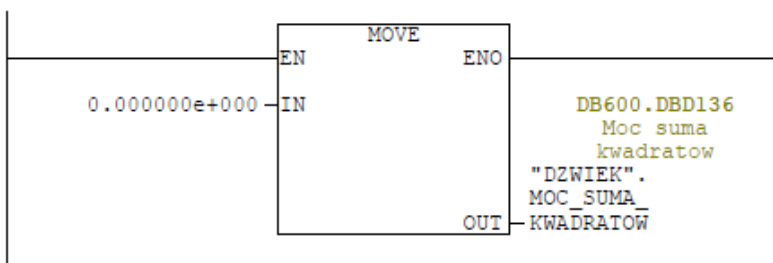 MOVE
EN ENO
0.000000e+000 IN DB600.DBD136
Moc suma
kwadratow
"DZWIEK".
MOC_SUMA_
OUT KWADRATOW